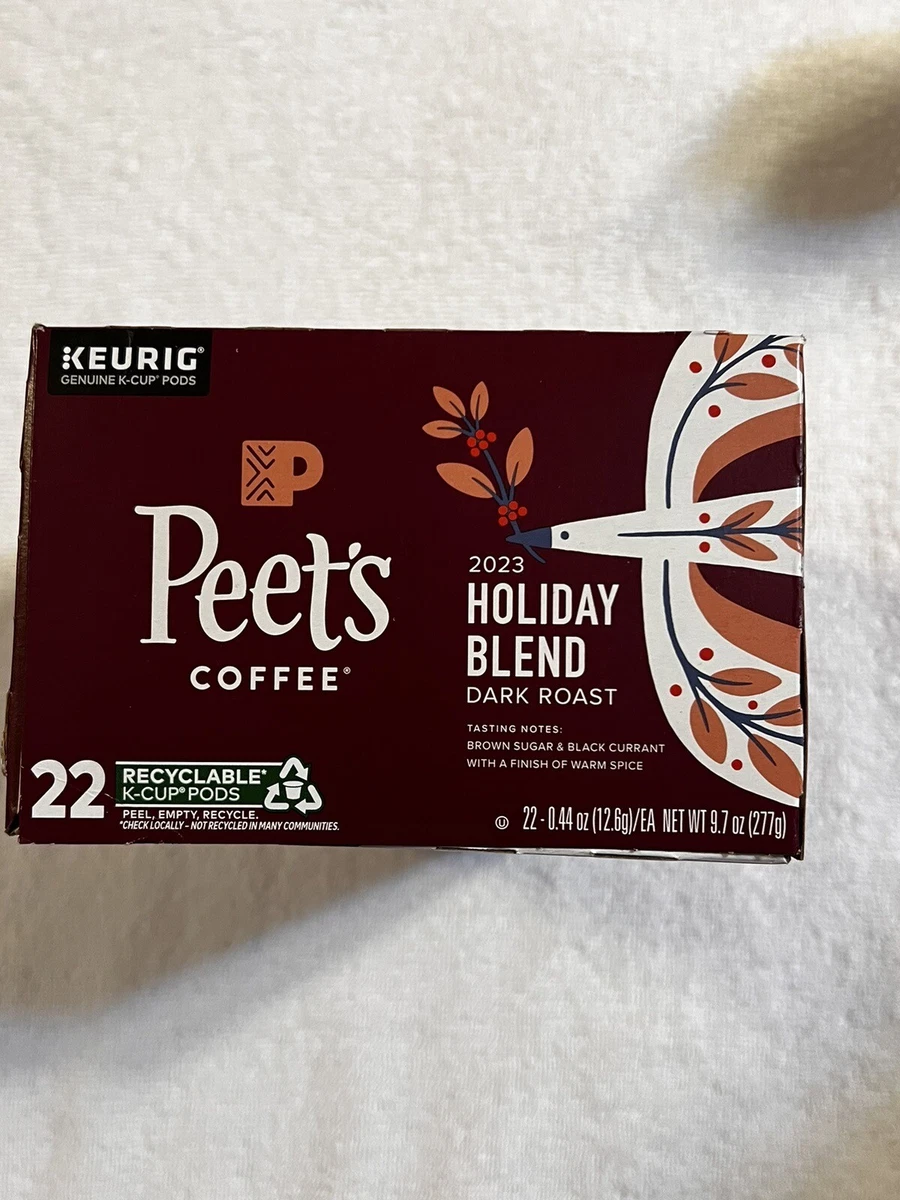 KEURIG®
GENUINE K-CUP® PODS
P
Peet's
COFFEE®
2023
HOLIDAY
BLEND
DARK ROAST
TASTING NOTES:
BROWN SUGAR & BLACK CURRANT
WITH A FINISH OF WARM SPICE
22
RECYCLABLE*
K-CUP® PODS
PEEL, EMPTY, RECYCLE.
*CHECK LOCALLY - NOT RECYCLED IN MANY COMMUNITIES.
U 22 - 0.44 oz (12.6g)/EA NET WT 9.7 oz (277g)